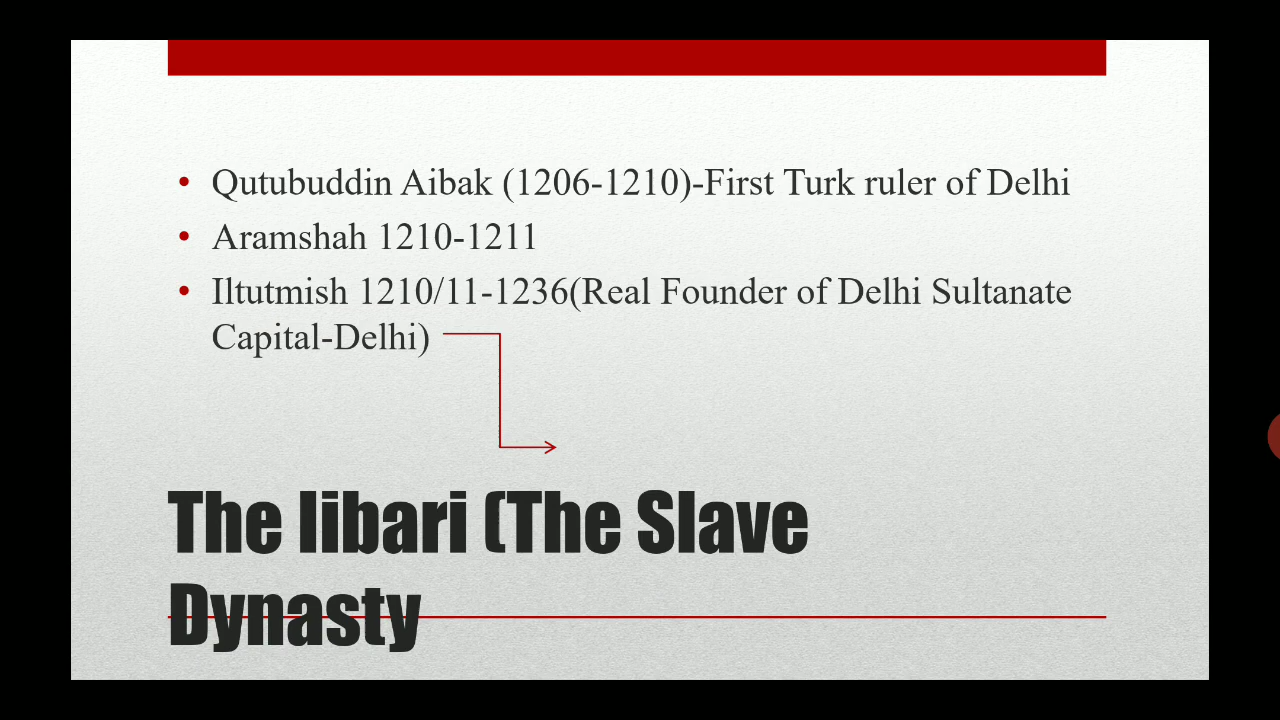 • Qutubuddin Aibak (1206-1210)-First Turk ruler of Delhi
• Aramshah 1210-1211
• Iltutmish 1210/11-1236(Real Founder of Delhi Sultanate
Capital-Delhi)
The Iibari (The Slave
Dynasty